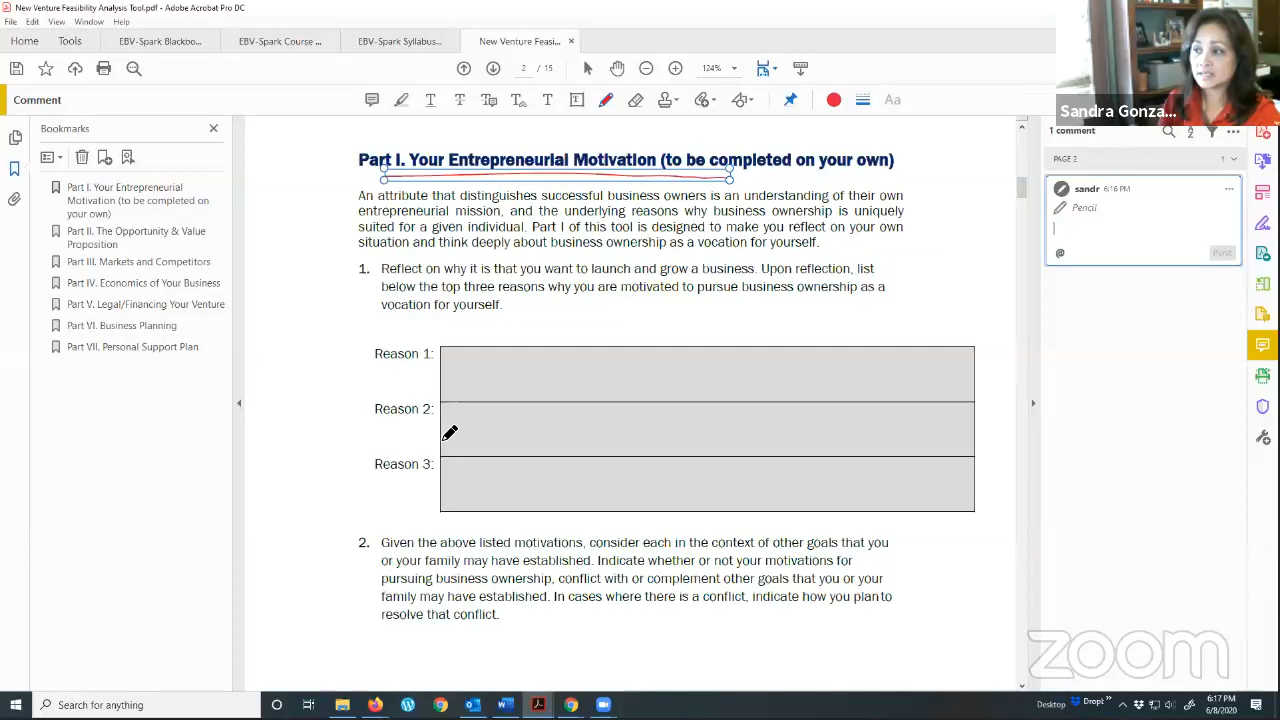 New Venture Feasibility Analysis Tool.pdf - Adobe Acrobat Pro DC
File Edit View Window Help
Home Tools EBV-Spark Blackbo... EBV-Spark Course ... EBV-Spark Syllabus... New Venture Feasi... ×
2 / 15 124%
Comment
Sandra Gonza...
Bookmarks
1 comment
PAGE 2 1
sandr 6:16 PM
Pencil
@ Post
Part I. Your Entrepreneurial
Motivation (to be completed on
your own)
Part II. The Opportunity & Value
Proposition
Part III. Markets and Competitors
Part IV. Economics of Your Business
Part V. Legal/Financing Your Venture
Part VI. Business Planning
Part VII. Personal Support Plan
Part I. Your Entrepreneurial Motivation (to be completed on your own)
An attribute that distinguishes successful business owners is an understanding of their own
entrepreneurial mission, and the underlying reasons why business ownership is uniquely
suited for a given individual. Part I of this tool is designed to make you reflect on your own
situation and think deeply about business ownership as a vocation for yourself.
1. Reflect on why it is that you want to launch and grow a business. Upon reflection, list
below the top three reasons why you are motivated to pursue business ownership as a
vocation for yourself.
Reason 1:
Reason 2:
Reason 3:
2. Given the above listed motivations, consider each in the context of other goals that you
or your family may have established. Indicate whether or not your motivations for
pursuing business ownership, conflict with or complement other goals that you or your
family may have established. In cases where there is a conflict, indicate how you plan to
resolve that conflict.
zoom
Search for anything
Desktop Dropl
6:17 PM
6/8/2020